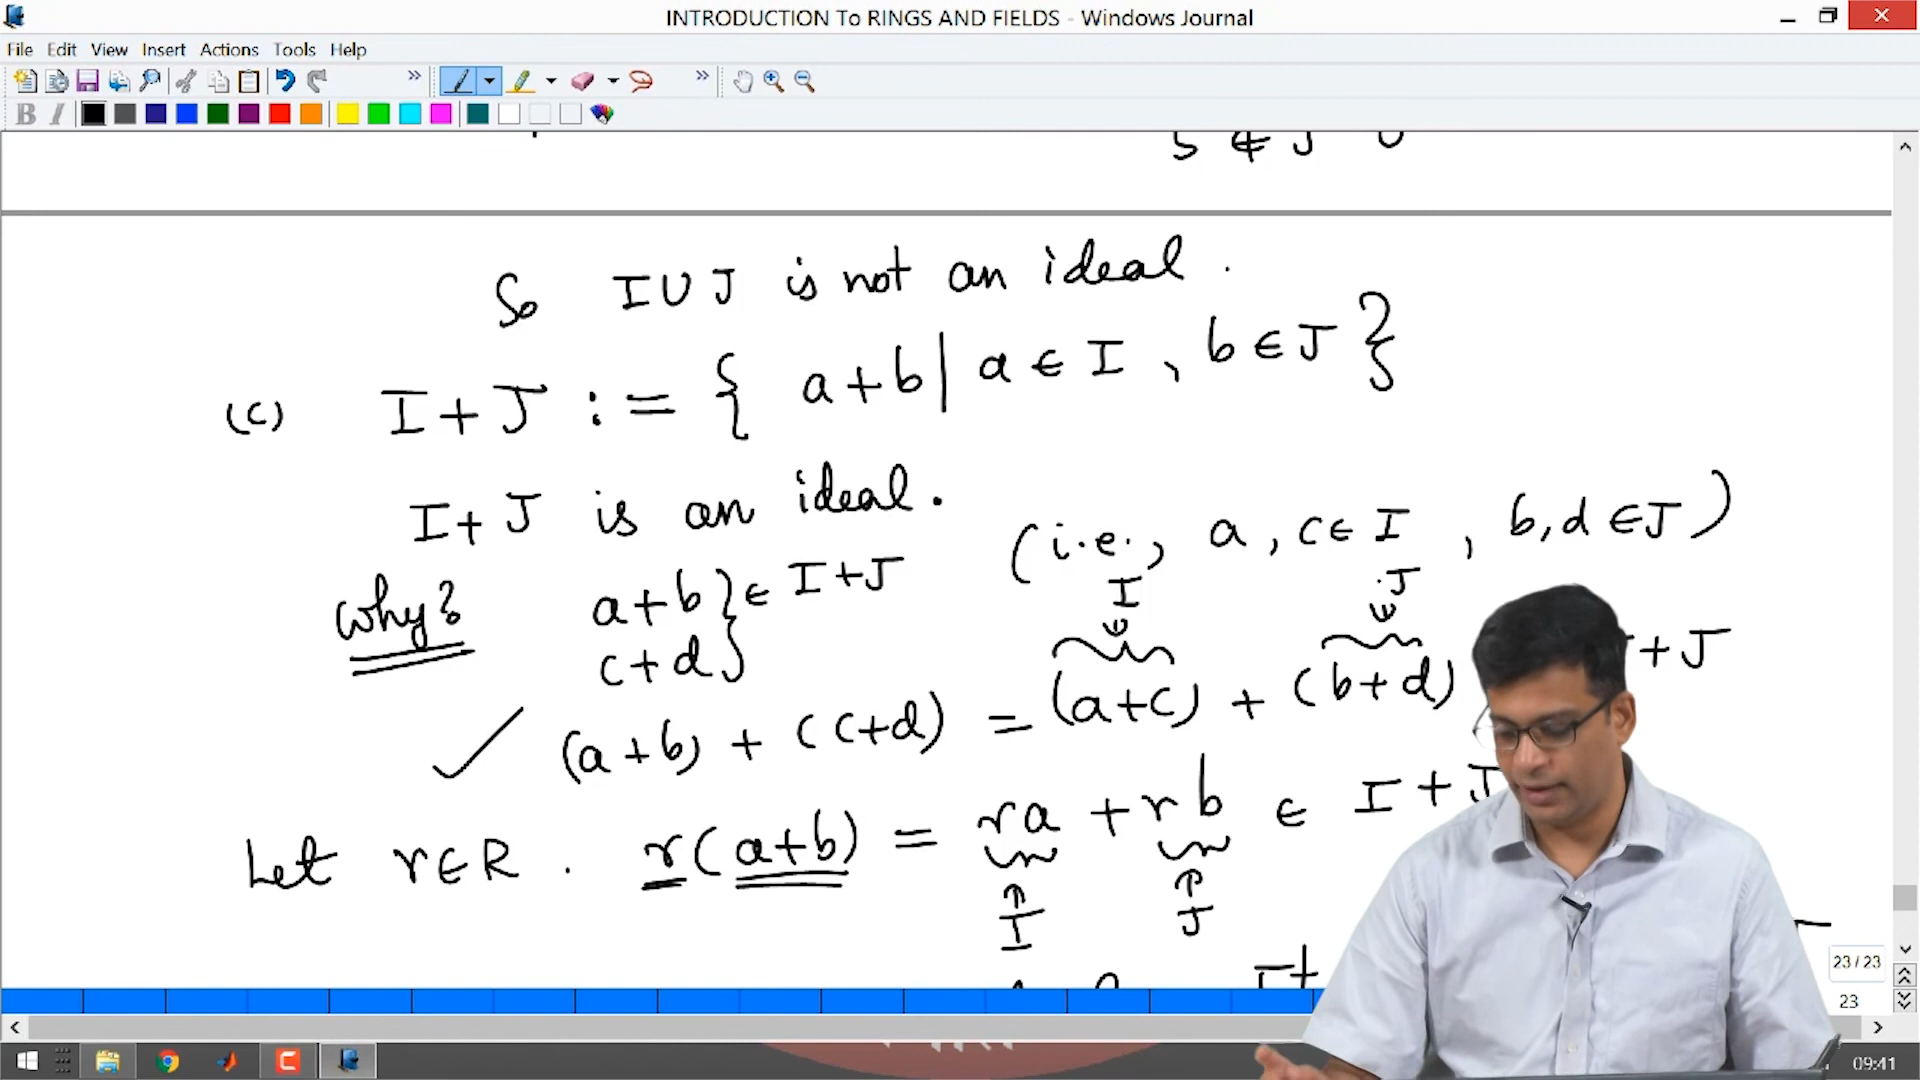 INTRODUCTION To RINGS AND FIELDS - Windows Journal
File Edit View Insert Actions Tools Help
B I
So I ∪ J is not an ideal.
(c) I + J := { a+b | a ∈ I , b ∈ J }
I + J is an ideal.
(i.e., a, c ∈ I , b, d ∈ J)
Why? a+b } ∈ I + J
c+d }
I J
(a+b) + (c+d) = (a+c) + (b+d) + J
Let r ∈ R . r(a+b) = ra + rb ∈ I + J
I J
23 / 23
23
09:41